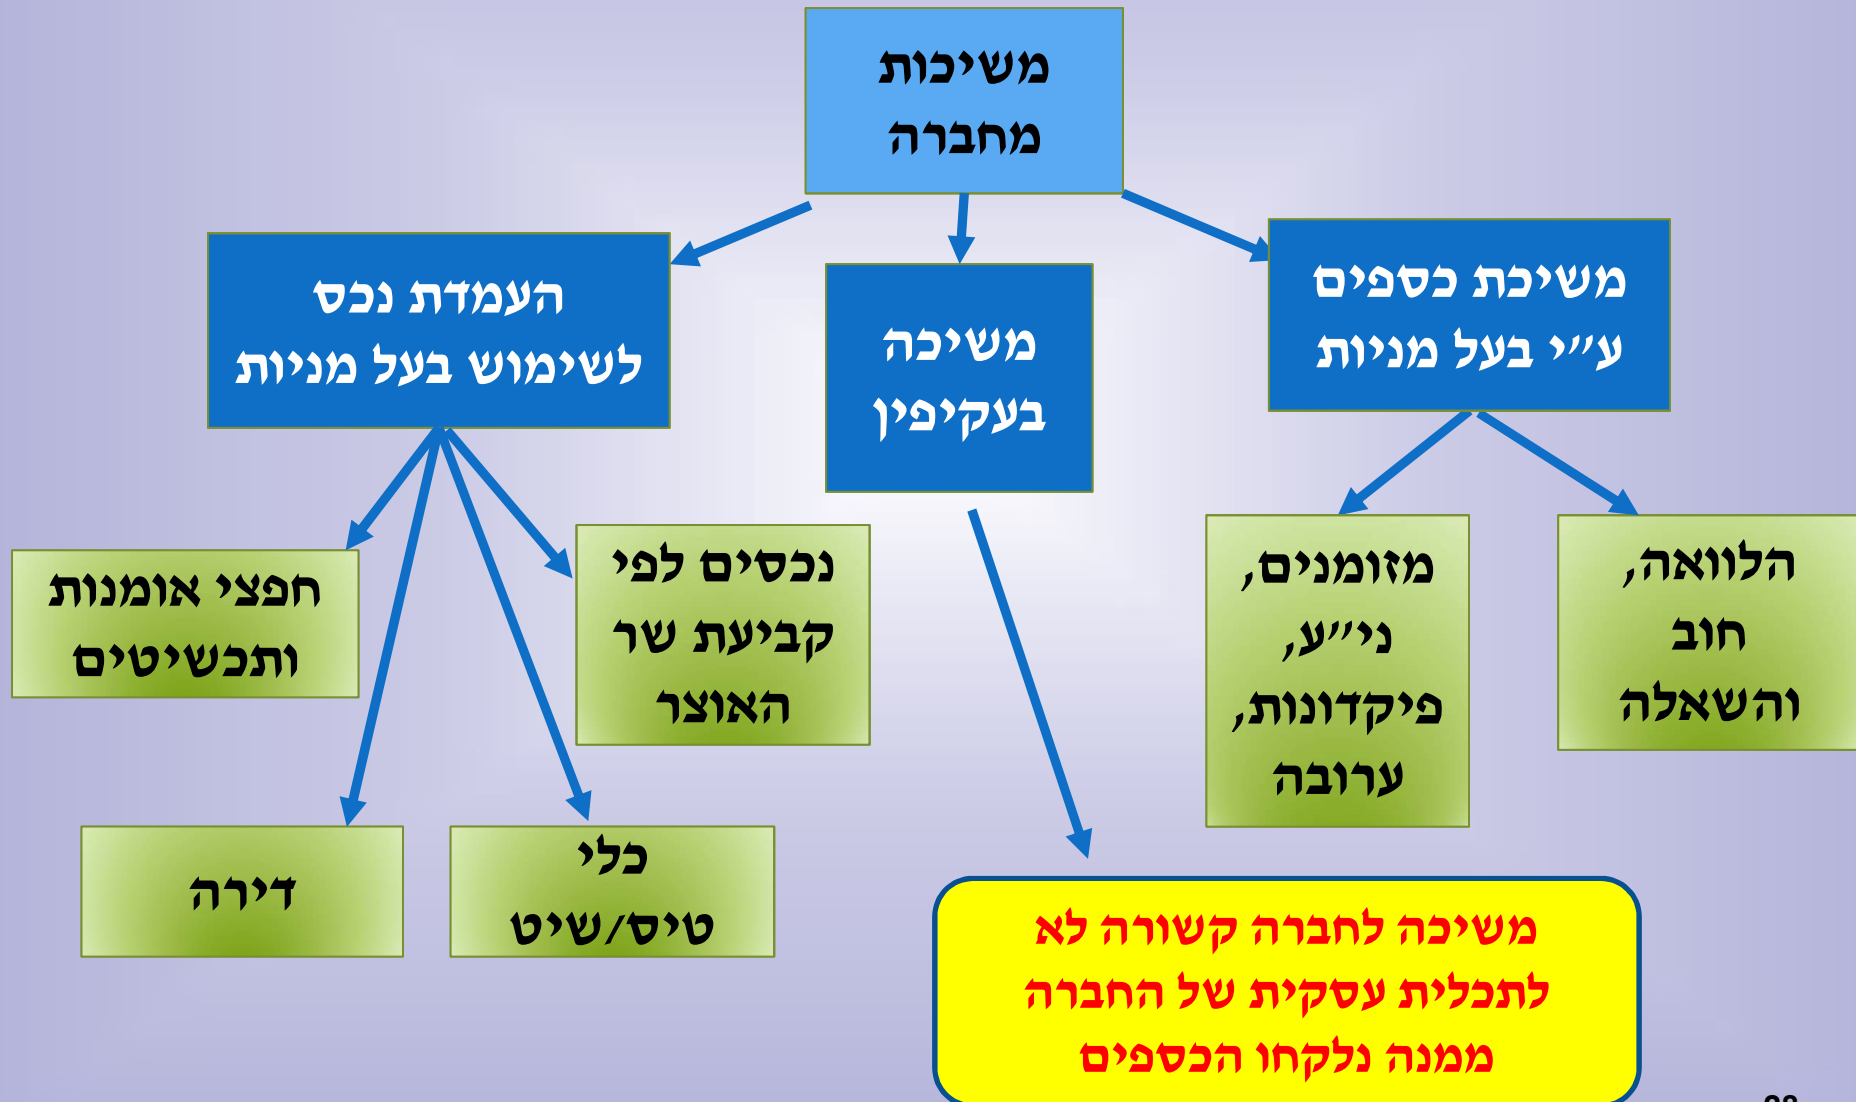 משיכות
מחברה
משיכת כספים
ע״י בעל מניות
משיכה
בעקיפין
העמדת נכס
לשימוש בעל מניות
הלוואה,
חוב
והשאלה
מזומנים,
ני״ע,
פיקדונות,
ערובה
נכסים לפי
קביעת שר
האוצר
חפצי אומנות
ותכשיטים
כלי
טיס/שיט
דירה
משיכה לחברה קשורה לא
לתכלית עסקית של החברה
ממנה נלקחו הכספים